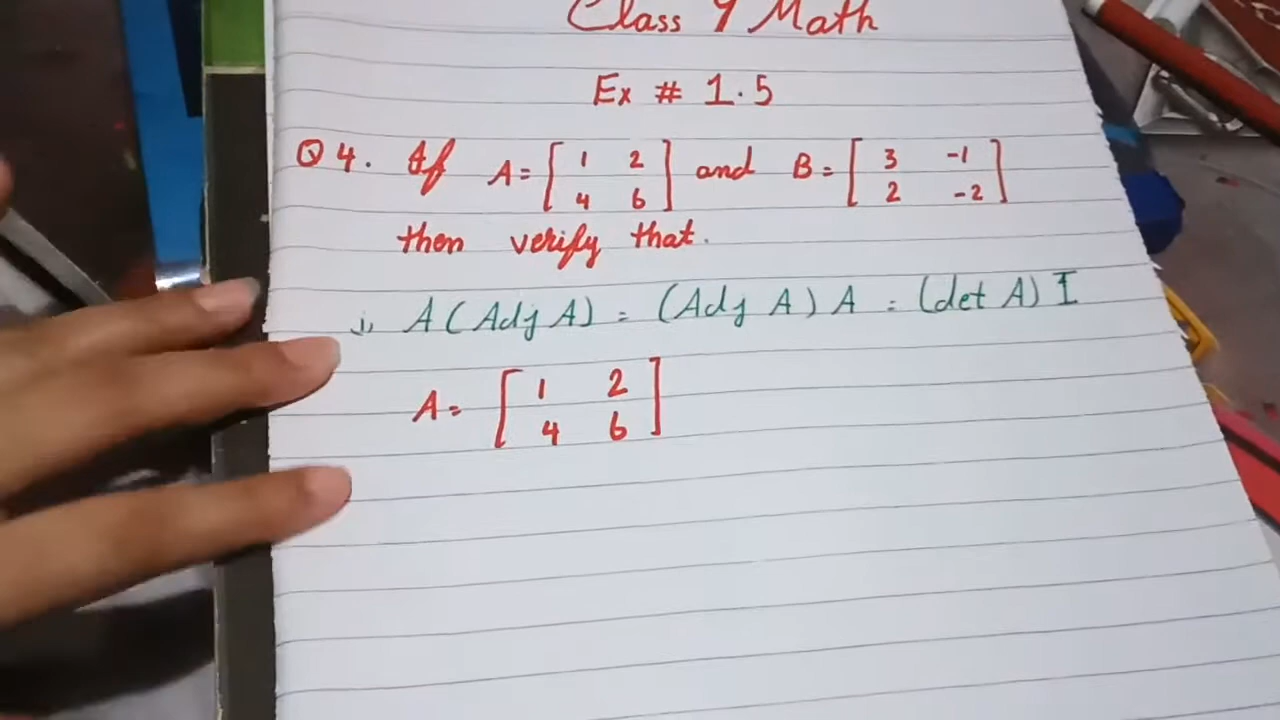 Class 9 Math
Ex # 1.5
Q4. If A = [ 1 2 ] and B = [ 3 -1 ]
4 6 2 -2
then verify that.
i, A (Adj A) = (Adj A) A = (det A) I
A = [ 1 2 ]
4 6